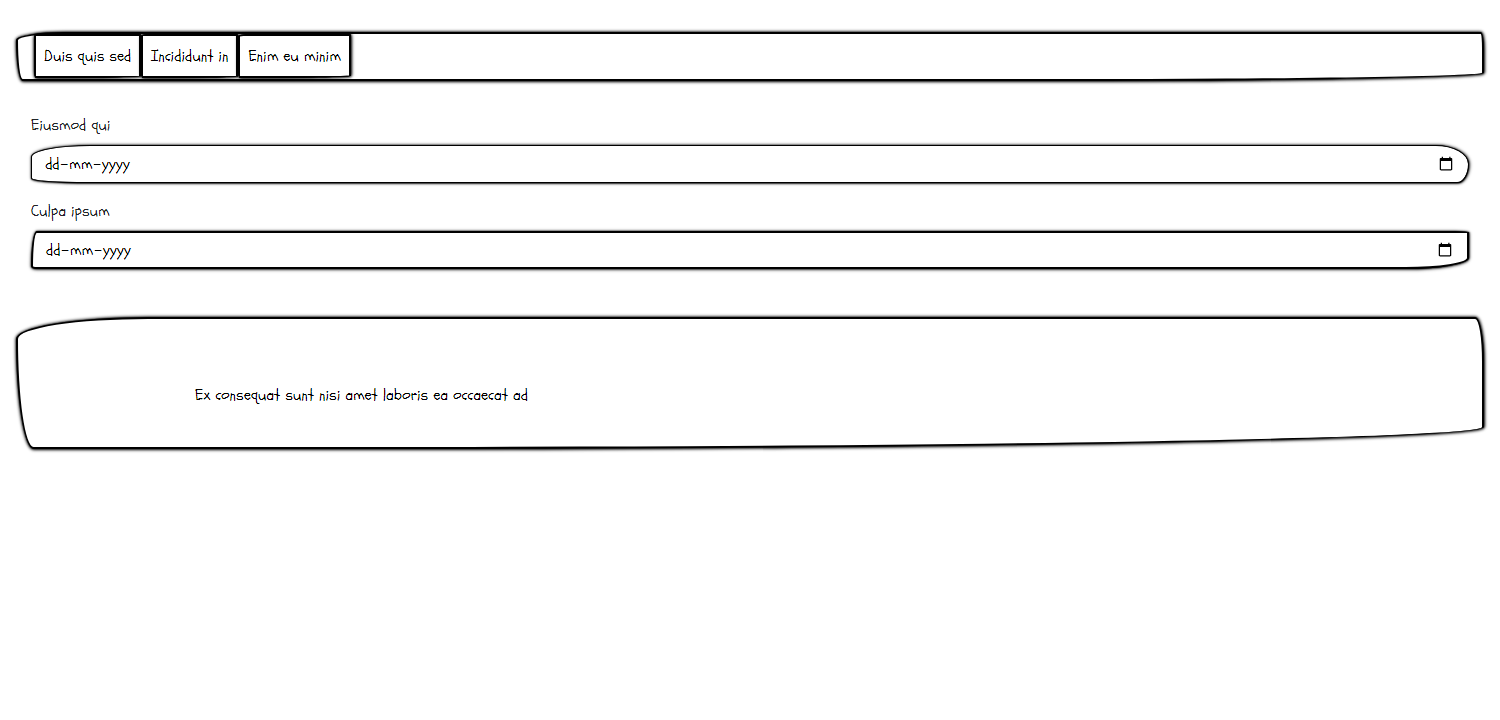 Duis quis sed Incididunt in Enim eu minim
Eiusmod qui
dd-mm-yyyy
Culpa ipsum
dd-mm-yyyy
Ex consequat sunt nisi amet laboris ea occaecat ad